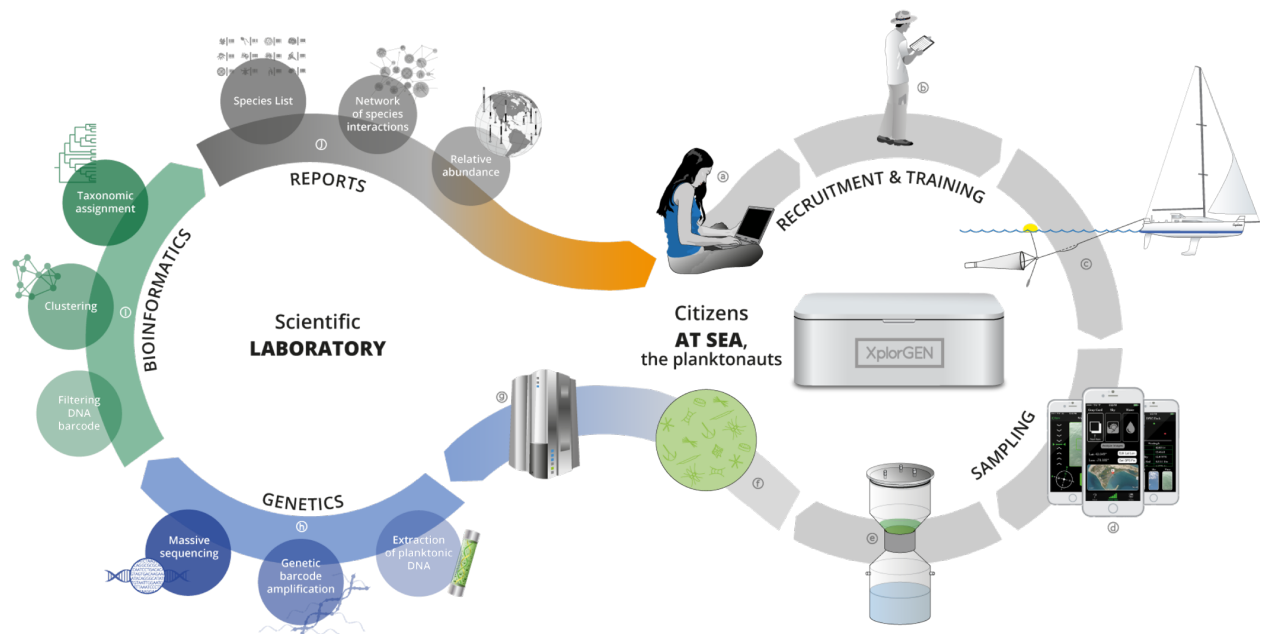 Species List
Network
of species
interactions
Relative
abundance
j
REPORTS
Taxonomic
assignment
Clustering
Filtering
DNA
barcode
i
BIOINFORMATICS
Scientific
LABORATORY
GENETICS
h
Massive
sequencing
Genetic
barcode
amplification
Extraction
of planktonic
DNA
g
a
b
RECRUITMENT & TRAINING
c
Citizens
AT SEA,
the planktonauts
XplorGEN
SAMPLING
d
e
f